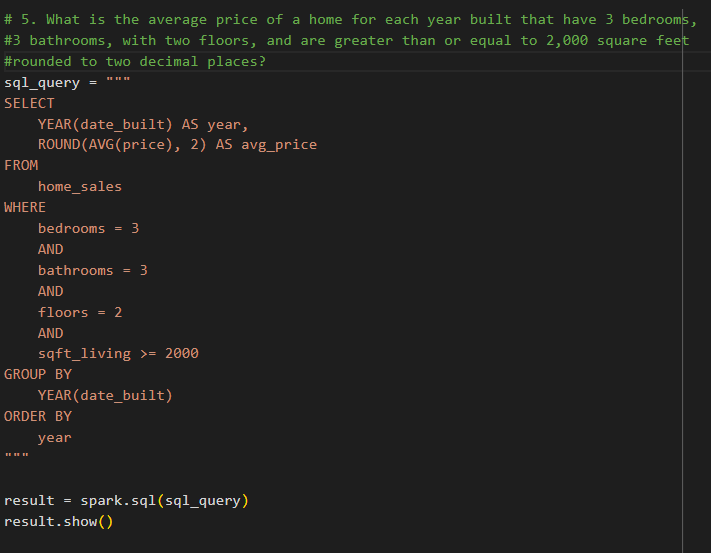 # 5. What is the average price of a home for each year built that have 3 bedrooms,
#3 bathrooms, with two floors, and are greater than or equal to 2,000 square feet
#rounded to two decimal places?
sql_query = """
SELECT
    YEAR(date_built) AS year,
    ROUND(AVG(price), 2) AS avg_price
FROM
    home_sales
WHERE
    bedrooms = 3
    AND
    bathrooms = 3
    AND
    floors = 2
    AND
    sqft_living >= 2000
GROUP BY
    YEAR(date_built)
ORDER BY
    year
"""

result = spark.sql(sql_query)
result.show()